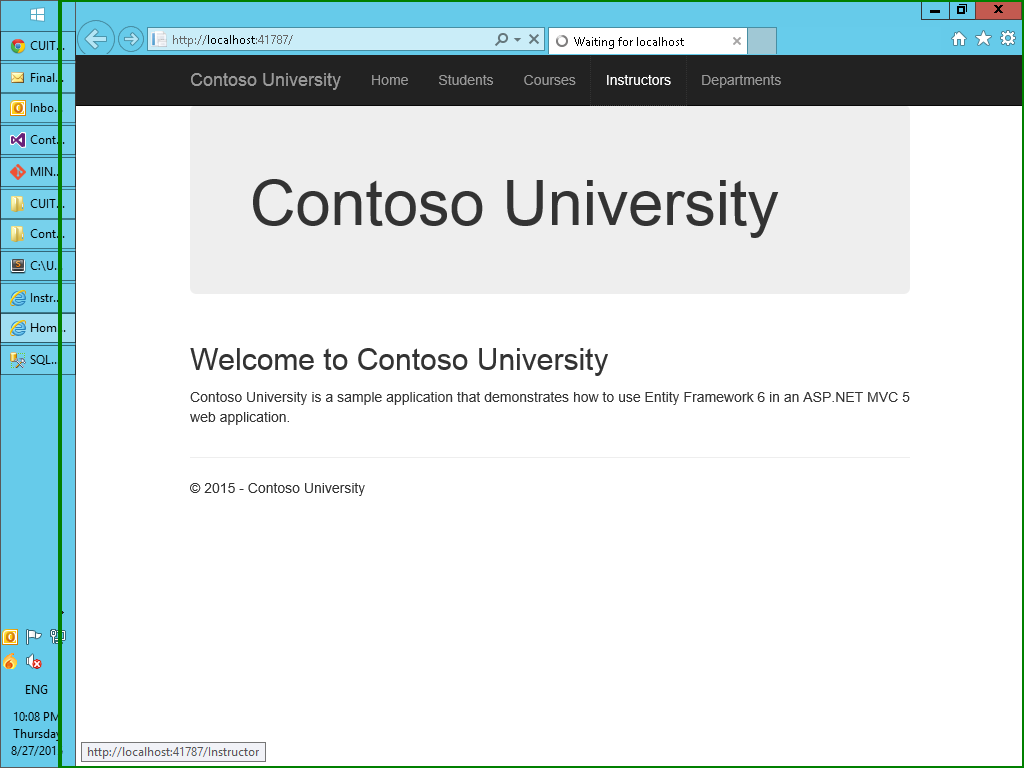 CUIT...
Final...
Inbo...
Cont...
MIN...
CUIT...
Cont...
C:\U...
Instr...
Hom...
SQL...
ENG
10:08 PM
Thursday
8/27/201
http://localhost:41787/
Waiting for localhost
Contoso University Home Students Courses Instructors Departments
Contoso University
Welcome to Contoso University
Contoso University is a sample application that demonstrates how to use Entity Framework 6 in an ASP.NET MVC 5
web application.
© 2015 - Contoso University
http://localhost:41787/Instructor